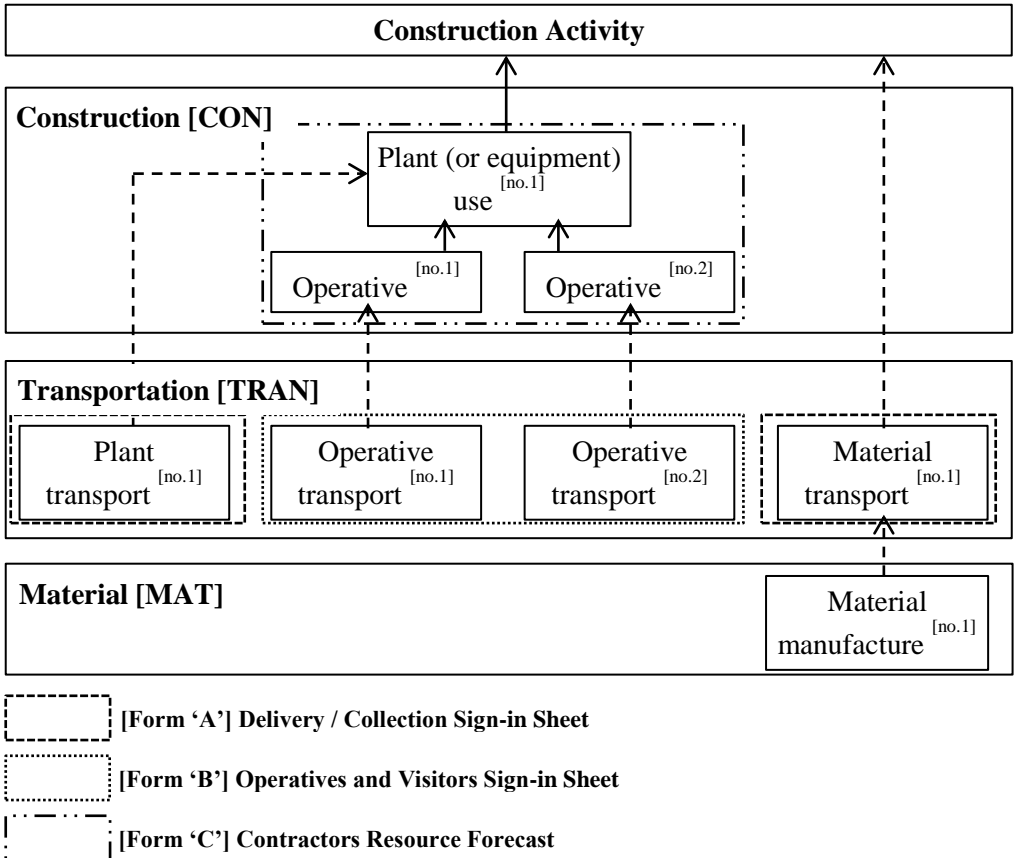 Construction Activity
Construction [CON]
Plant (or equipment)
use [no.1]
Operative [no.1]
Operative [no.2]
Transportation [TRAN]
Plant
transport [no.1]
Operative
transport [no.1]
Operative
transport [no.2]
Material
transport [no.1]
Material [MAT]
Material
manufacture [no.1]
[Form ‘A’] Delivery / Collection Sign-in Sheet
[Form ‘B’] Operatives and Visitors Sign-in Sheet
[Form ‘C’] Contractors Resource Forecast